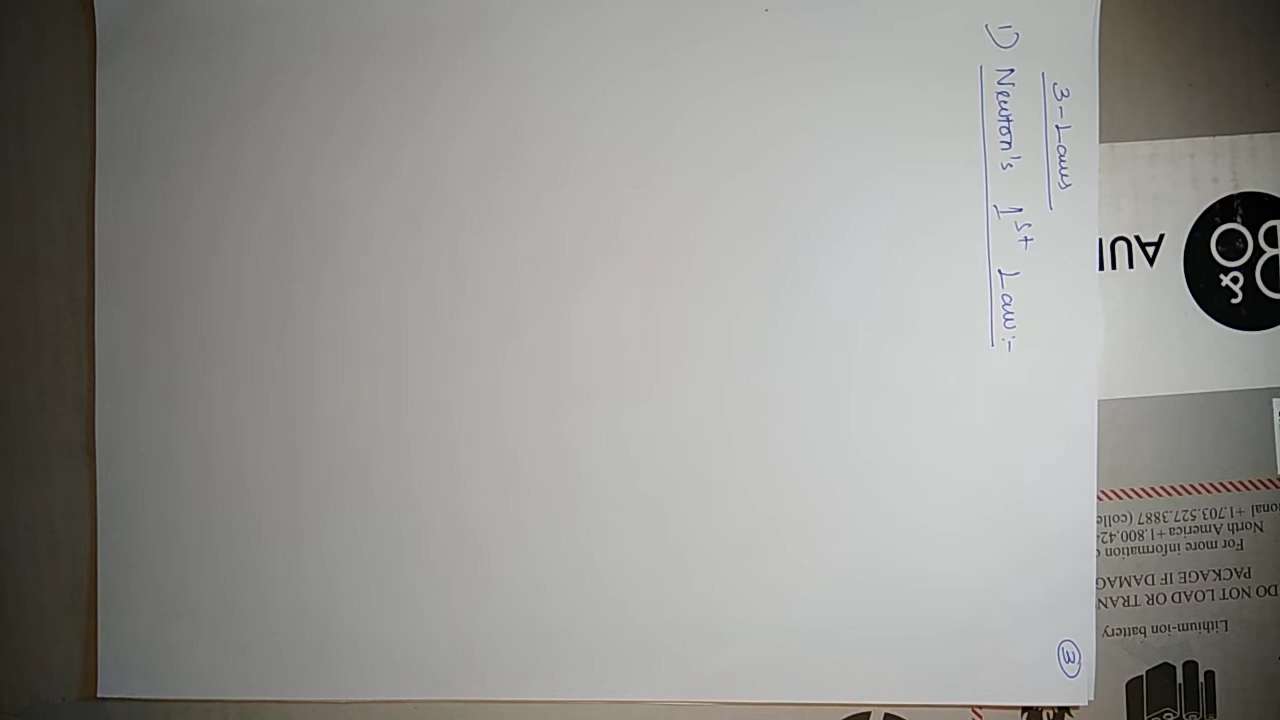 3
3-Laws
1) Newton's 1st Law:-
B&O
AU
Lithium-ion battery
DO NOT LOAD OR TRAN
PACKAGE IF DAMAG
For more information
North America +1.800.42
+1.703.527.3887 (colle